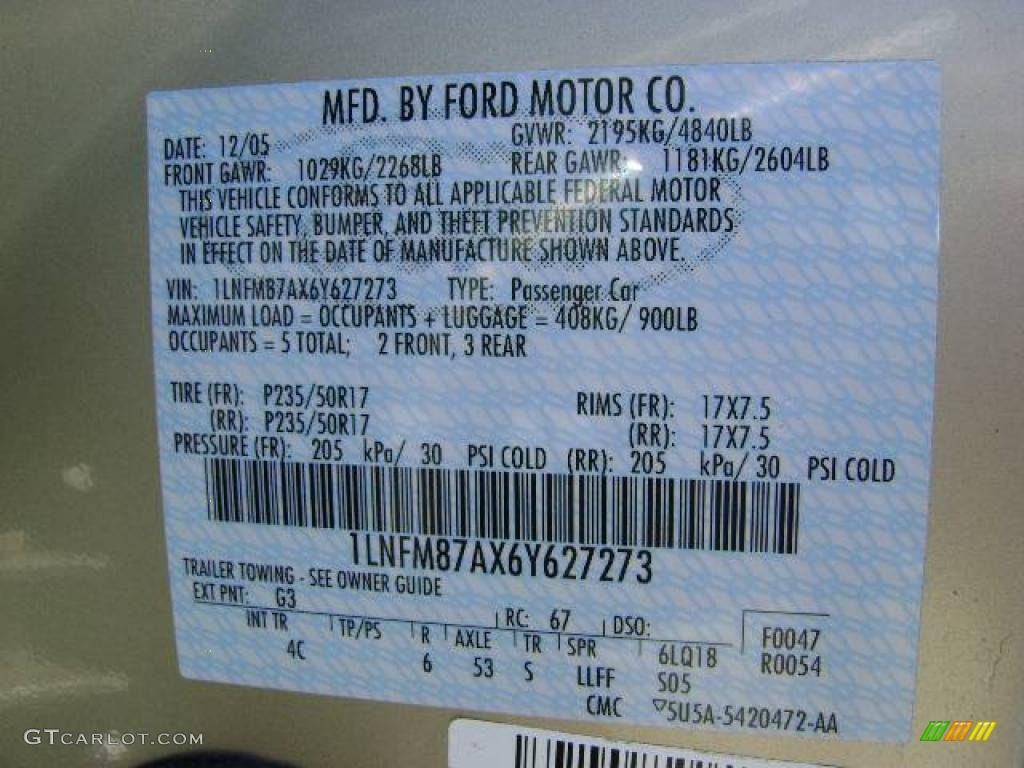 MFD. BY FORD MOTOR CO.
DATE: 12/05 GVWR: 2195KG/4840LB
FRONT GAWR: 1029KG/2268LB REAR GAWR: 1181KG/2604LB
THIS VEHICLE CONFORMS TO ALL APPLICABLE FEDERAL MOTOR
VEHICLE SAFETY, BUMPER, AND THEFT PREVENTION STANDARDS
IN EFFECT ON THE DATE OF MANUFACTURE SHOWN ABOVE.
VIN: 1LNFM87AX6Y627273 TYPE: Passenger Car
MAXIMUM LOAD = OCCUPANTS + LUGGAGE = 408KG/ 900LB
OCCUPANTS = 5 TOTAL; 2 FRONT, 3 REAR
TIRE (FR): P235/50R17 RIMS (FR): 17X7.5
(RR): P235/50R17 (RR): 17X7.5
PRESSURE (FR): 205 kPa/ 30 PSI COLD (RR): 205 kPa/ 30 PSI COLD
1LNFM87AX6Y627273
TRAILER TOWING - SEE OWNER GUIDE
EXT PNT: G3 RC: 67 DSO: F0047
INT TR TP/PS R AXLE TR SPR 6LQ18 R0054
4C 6 53 S LLFF S05
CMC ▽5U5A-5420472-AA
GTCARLOT.COM